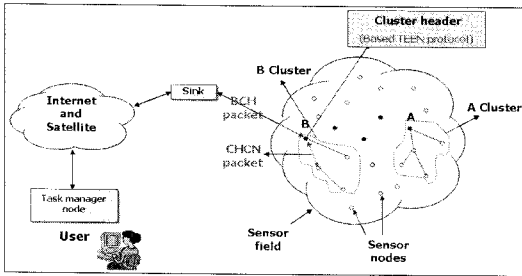 Cluster header
(Based TEEN protocol)
B Cluster
Sink
Internet
and
Satellite
BCH
packet
B
A
A Cluster
CHCN
packet
Task manager
node
User
Sensor
field
Sensor
nodes